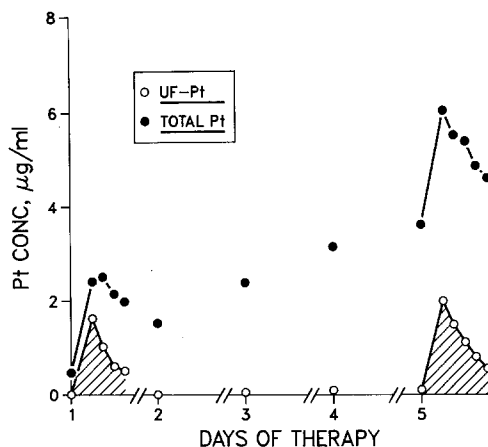 8
6
4
2
0
Pt CONC, µg/ml
UF-Pt
TOTAL Pt
1 2 3 4 5
DAYS OF THERAPY